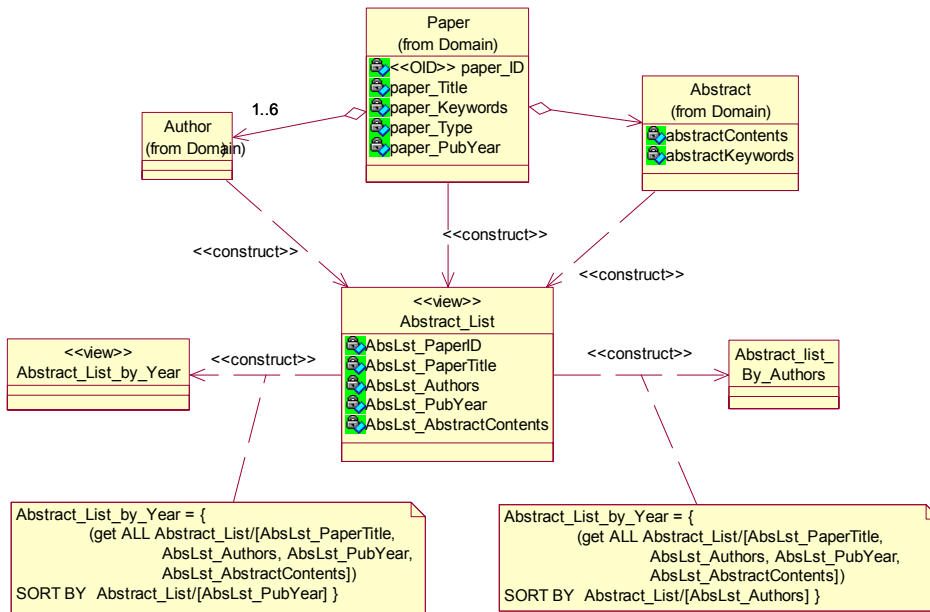 Paper
(from Domain)
<<OID>> paper_ID
paper_Title
paper_Keywords
paper_Type
paper_PubYear
1..6
Author
(from Domain)
Abstract
(from Domain)
abstractContents
abstractKeywords
<<construct>>
<<construct>>
<<construct>>
<<view>>
Abstract_List
AbsLst_PaperID
AbsLst_PaperTitle
AbsLst_Authors
AbsLst_PubYear
AbsLst_AbstractContents
<<view>>
Abstract_List_by_Year
<<construct>>
<<construct>>
Abstract_list_
By_Authors
Abstract_List_by_Year = {
(get ALL Abstract_List/[AbsLst_PaperTitle,
AbsLst_Authors, AbsLst_PubYear,
AbsLst_AbstractContents])
SORT BY Abstract_List/[AbsLst_PubYear] }
Abstract_List_by_Year = {
(get ALL Abstract_List/[AbsLst_PaperTitle,
AbsLst_Authors, AbsLst_PubYear,
AbsLst_AbstractContents])
SORT BY Abstract_List/[AbsLst_Authors] }